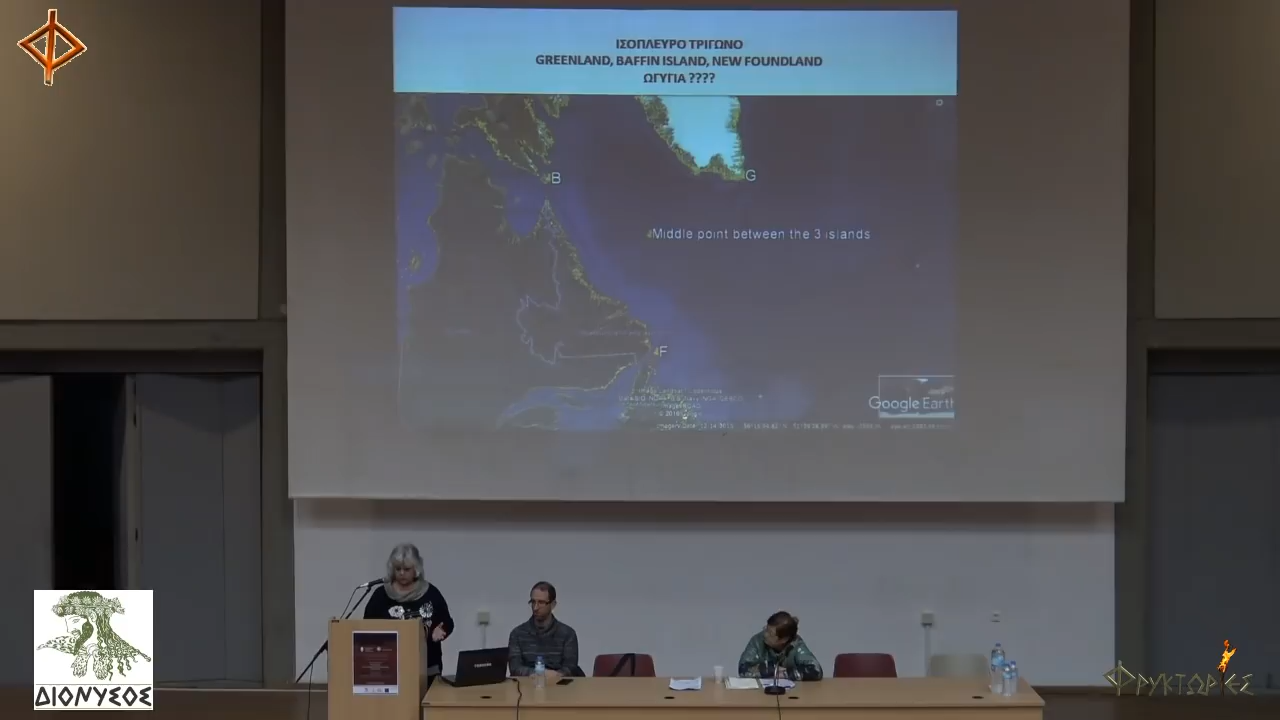 ΙΣΟΠΛΕΥΡΟ ΤΡΙΓΩΝΟ
GREENLAND, BAFFIN ISLAND, NEW FOUNDLAND
ΩΓΥΓΙΑ ????
B
G
Middle point between the 3 islands
F
Google Earth
ΔΙΟΝΥΣΟΣ
ΦΡΥΚΤΩΡΙΕΣ